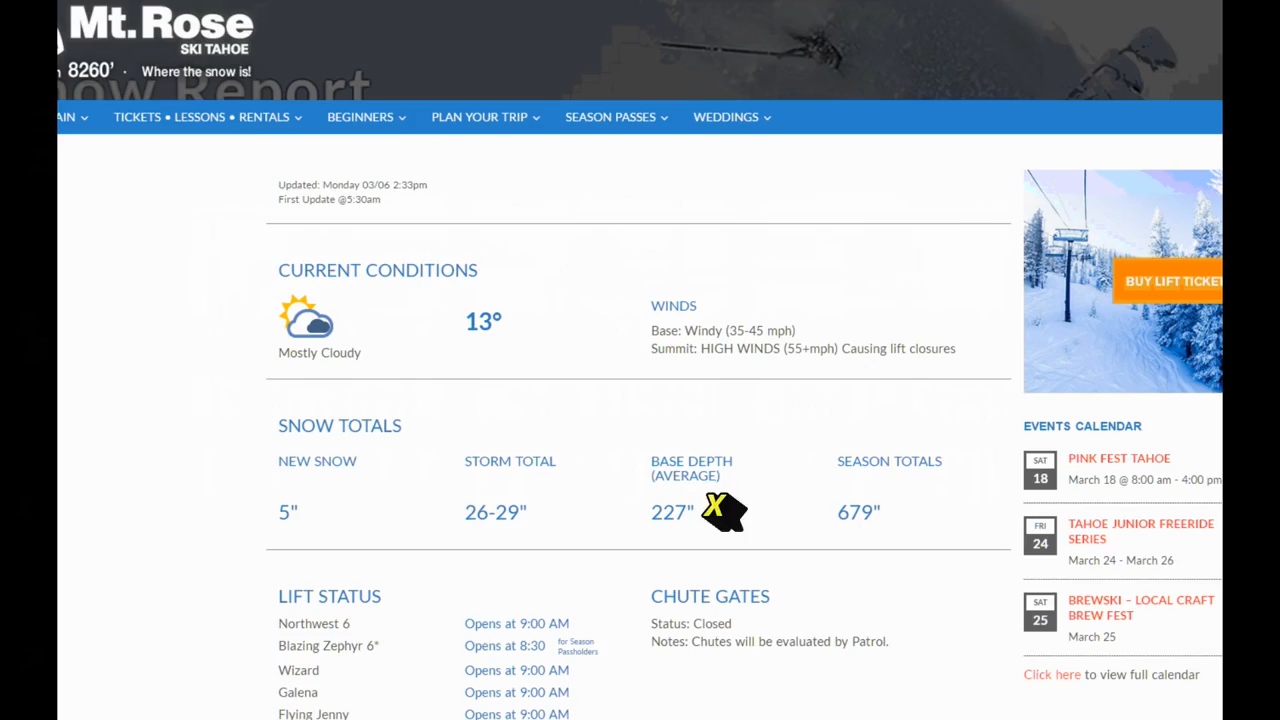 Mt. Rose
SKI TAHOE
8260' · Where the snow is!
now Report
AIN
TICKETS • LESSONS • RENTALS
BEGINNERS
PLAN YOUR TRIP
SEASON PASSES
WEDDINGS
Updated: Monday 03/06 2:33pm
First Update @5:30am
CURRENT CONDITIONS
13°
Mostly Cloudy
WINDS
Base: Windy (35-45 mph)
Summit: HIGH WINDS (55+mph) Causing lift closures
BUY LIFT TICKET
SNOW TOTALS
NEW SNOW
5"
STORM TOTAL
26-29"
BASE DEPTH
(AVERAGE)
227"
X
SEASON TOTALS
679"
LIFT STATUS
Northwest 6 Opens at 9:00 AM
Blazing Zephyr 6* Opens at 8:30 for Season
Passholders
Wizard Opens at 9:00 AM
Galena Opens at 9:00 AM
Flying Jenny Opens at 9:00 AM
CHUTE GATES
Status: Closed
Notes: Chutes will be evaluated by Patrol.
EVENTS CALENDAR
SAT
18
PINK FEST TAHOE
March 18 @ 8:00 am - 4:00 pm
FRI
24
TAHOE JUNIOR FREERIDE
SERIES
March 24 - March 26
SAT
25
BREWSKI – LOCAL CRAFT
BREW FEST
March 25
Click here to view full calendar